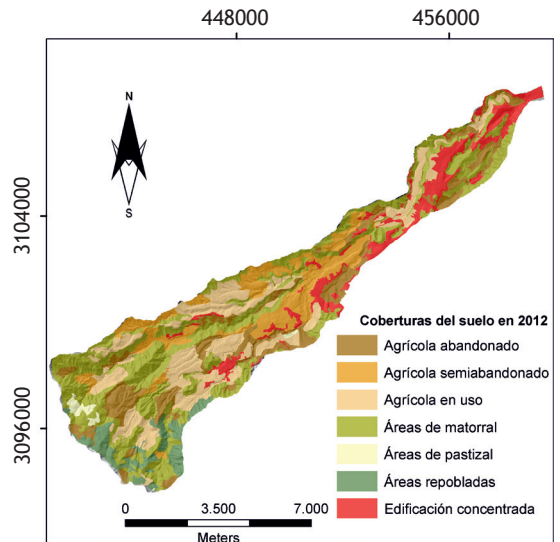 448000 456000
N
S
3104000
3096000
Coberturas del suelo en 2012
Agrícola abandonado
Agrícola semiabandonado
Agrícola en uso
Áreas de matorral
Áreas de pastizal
Áreas repobladas
Edificación concentrada
0 3.500 7.000
Meters